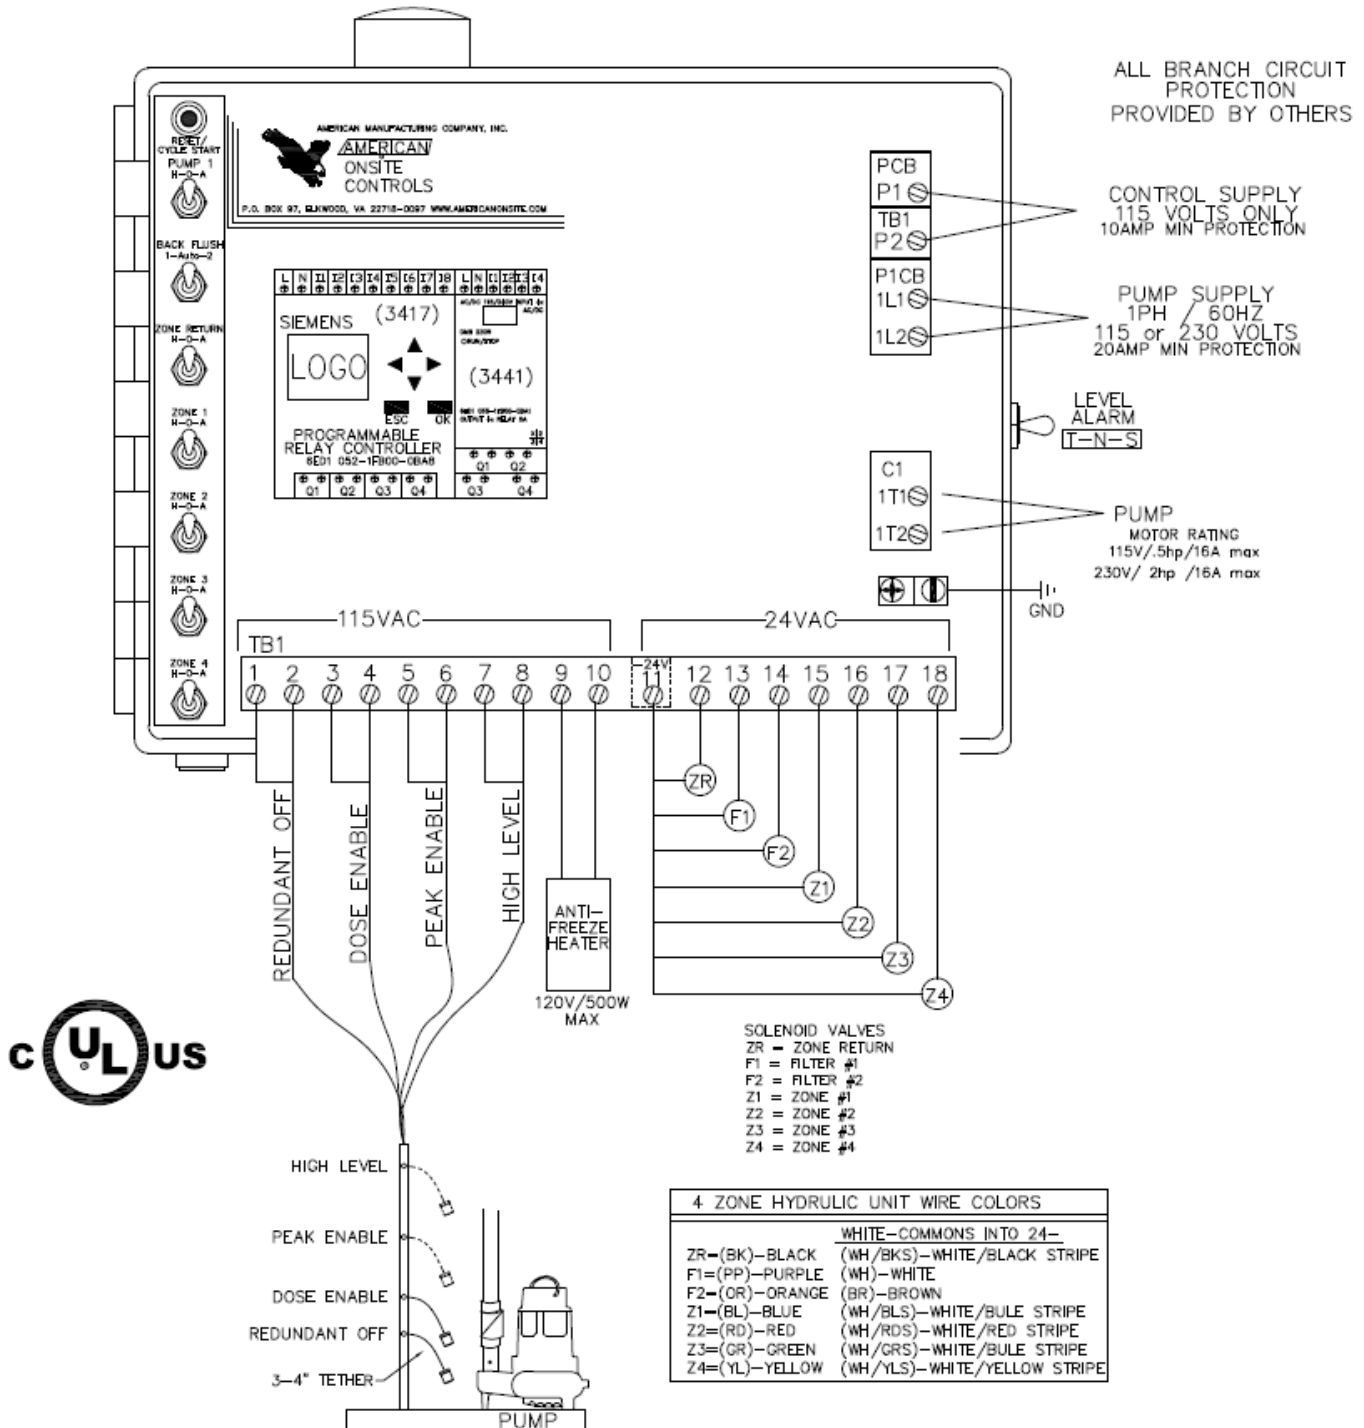 ALL BRANCH CIRCUIT
PROTECTION
PROVIDED BY OTHERS
RESET/
CYCLE START
PUMP 1
H-O-A
BACK FLUSH
1-Auto-2
ZONE RETURN
H-O-A
ZONE 1
H-O-A
ZONE 2
H-O-A
ZONE 3
H-O-A
ZONE 4
H-O-A
AMERICAN MANUFACTURING COMPANY, INC.
AMERICAN
ONSITE
CONTROLS
P.O. BOX 97, ELKWOOD, VA 22718-0097 WWW.AMERICANONSITE.COM
L N I1 I2 I3 I4 I5 I6 I7 I8 L N I1 I2 I3 I4
SIEMENS
(3417)
LOGO
ESC OK
PROGRAMMABLE
RELAY CONTROLLER
6ED1 052-1FB00-0BA8
Q1 Q2 Q3 Q4
(3441)
Q1 Q2
Q3 Q4
PCB
P1
TB1
P2
P1CB
1L1
1L2
CONTROL SUPPLY
115 VOLTS ONLY
10AMP MIN PROTECTION
PUMP SUPPLY
1PH / 60HZ
115 or 230 VOLTS
20AMP MIN PROTECTION
LEVEL
ALARM
T-N-S
C1
1T1
1T2
PUMP
MOTOR RATING
115V/.5hp/16A max
230V/ 2hp /16A max
GND
115VAC
24VAC
TB1
-24V
1 2 3 4 5 6 7 8 9 10 11 12 13 14 15 16 17 18
REDUNDANT OFF
DOSE ENABLE
PEAK ENABLE
HIGH LEVEL
ANTI-
FREEZE
HEATER
120V/500W
MAX
ZR
F1
F2
Z1
Z2
Z3
Z4
C UL US
SOLENOID VALVES
ZR - ZONE RETURN
F1 = FILTER #1
F2 = FILTER #2
Z1 = ZONE #1
Z2 = ZONE #2
Z3 = ZONE #3
Z4 = ZONE #4
HIGH LEVEL
PEAK ENABLE
DOSE ENABLE
REDUNDANT OFF
3-4" TETHER
PUMP
4 ZONE HYDRULIC UNIT WIRE COLORS
WHITE-COMMONS INTO 24-
ZR-(BK)-BLACK (WH/BKS)-WHITE/BLACK STRIPE
F1=(PP)-PURPLE (WH)-WHITE
F2-(OR)-ORANGE (BR)-BROWN
Z1-(BL)-BLUE (WH/BLS)-WHITE/BULE STRIPE
Z2=(RD)-RED (WH/RDS)-WHITE/RED STRIPE
Z3=(GR)-GREEN (WH/GRS)-WHITE/BULE STRIPE
Z4=(YL)-YELLOW (WH/YLS)-WHITE/YELLOW STRIPE